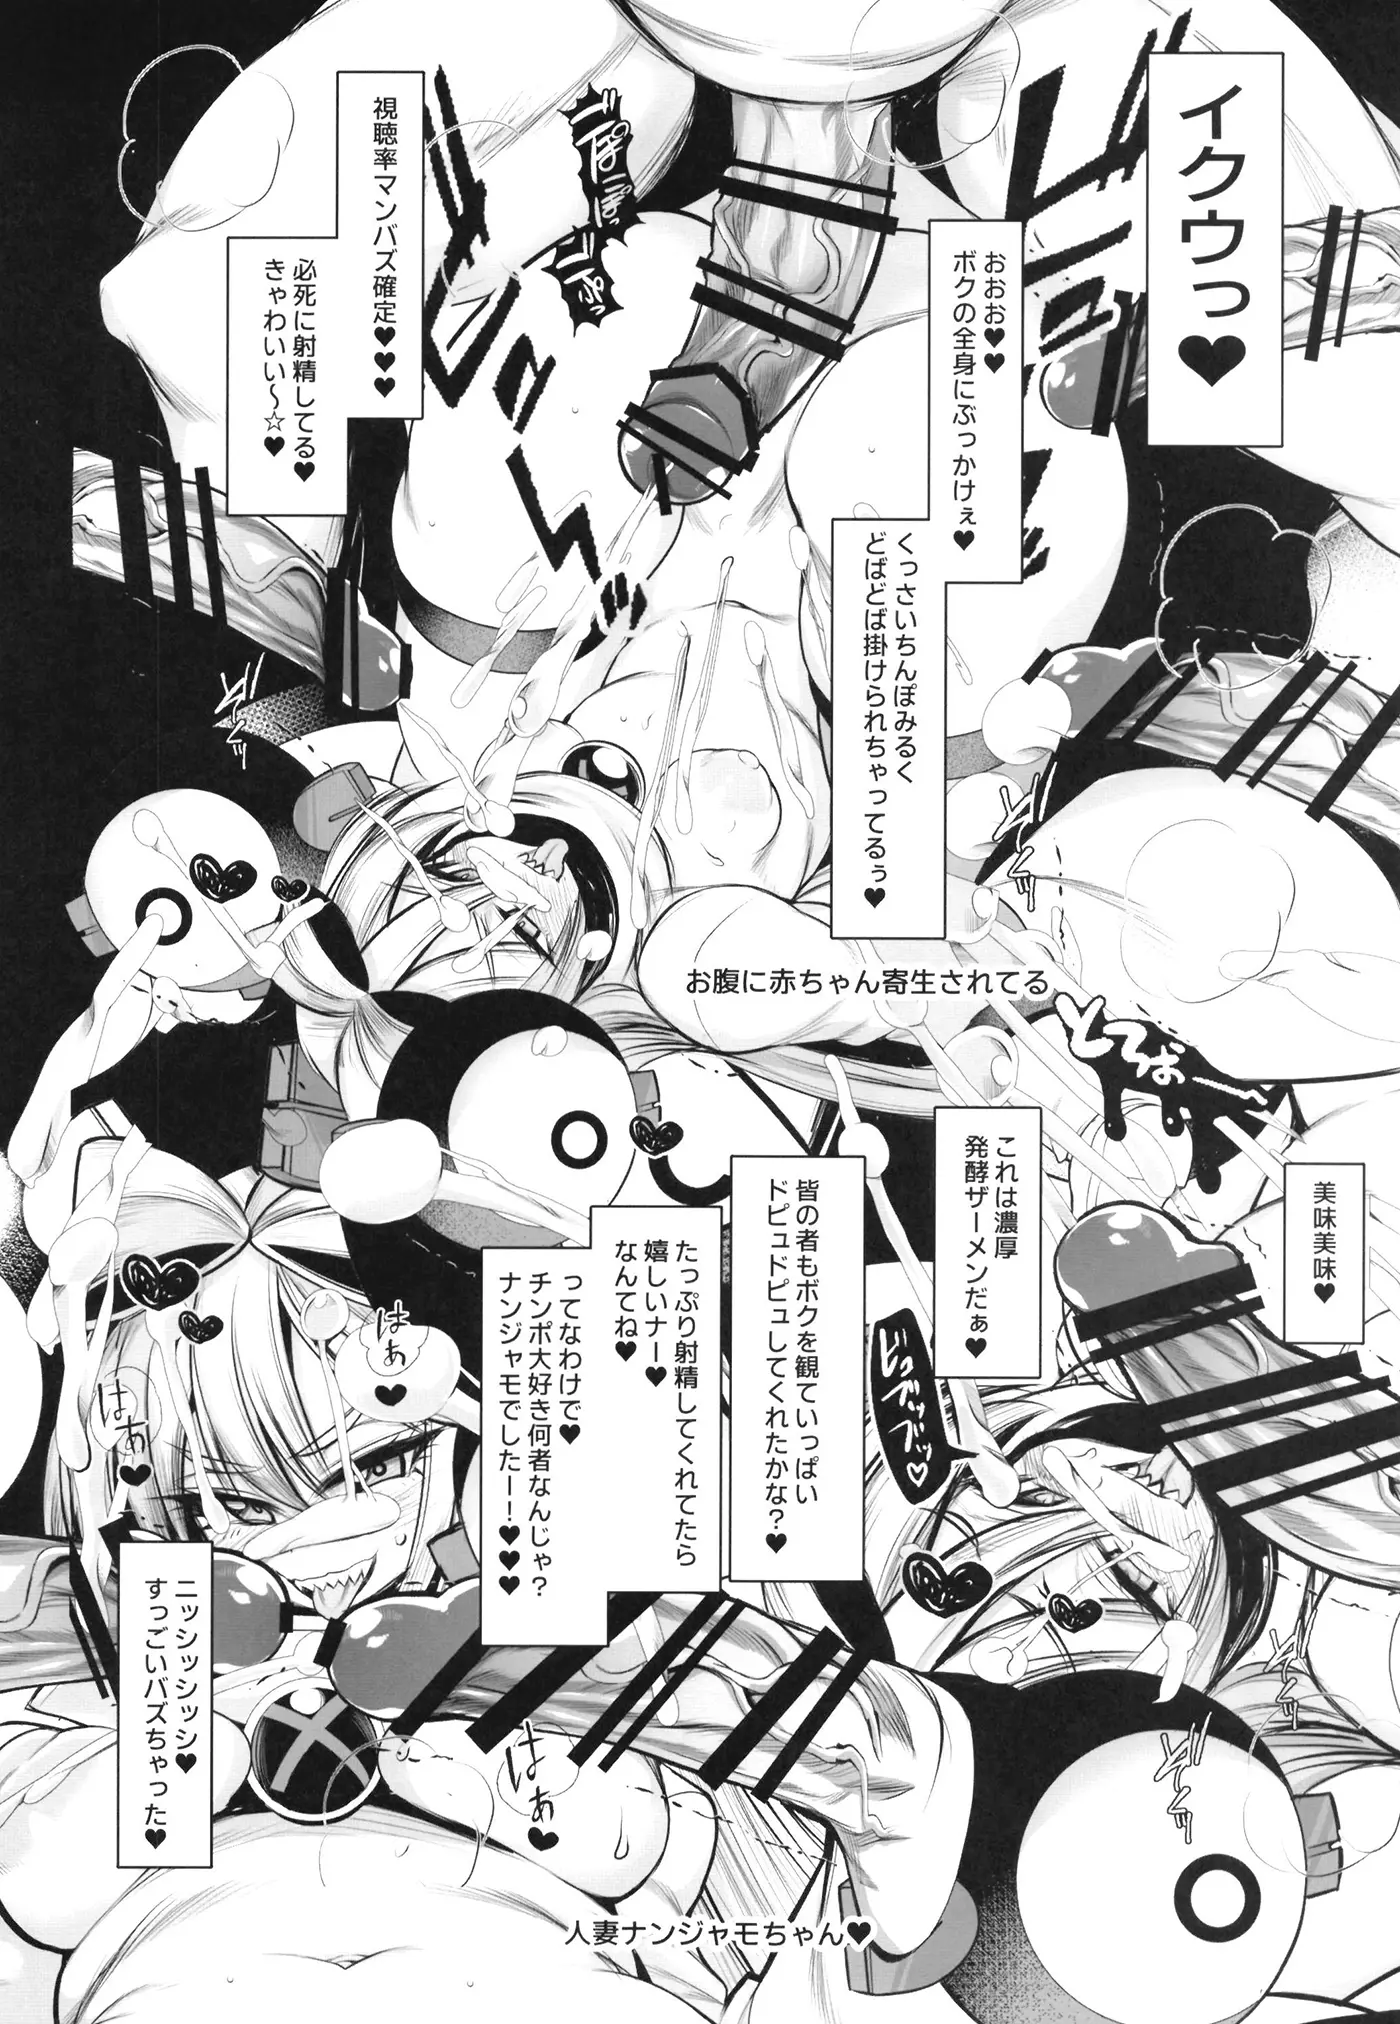 イクウっ♥
おおお♥♥
ボクの全身にぶっかけぇ♥
くっさいちんぽみるく
どばどば掛けられちゃってるぅ♥
視聴率マンバズ確定♥♥♥
必死に射精してる♥
きゃわいい～☆♥
お腹に赤ちゃん寄生されてる
美味美味♥
これは濃厚
発酵ザーメンだぁ♥
皆の者もボクを観ていっぱい
ドピュドピュしてくれたかな？♥
たっぷり射精してくれてたら
嬉しいナー♥
なんてね♥
ってなわけで♥
チンポ大好き何者なんじゃ？
ナンジャモでしたー！♥♥♥
はぁ♥
はぁ♥
ニッシシッシ♥
すっごいバズちゃった♥
はぁ♥
人妻ナンジャモちゃん♥